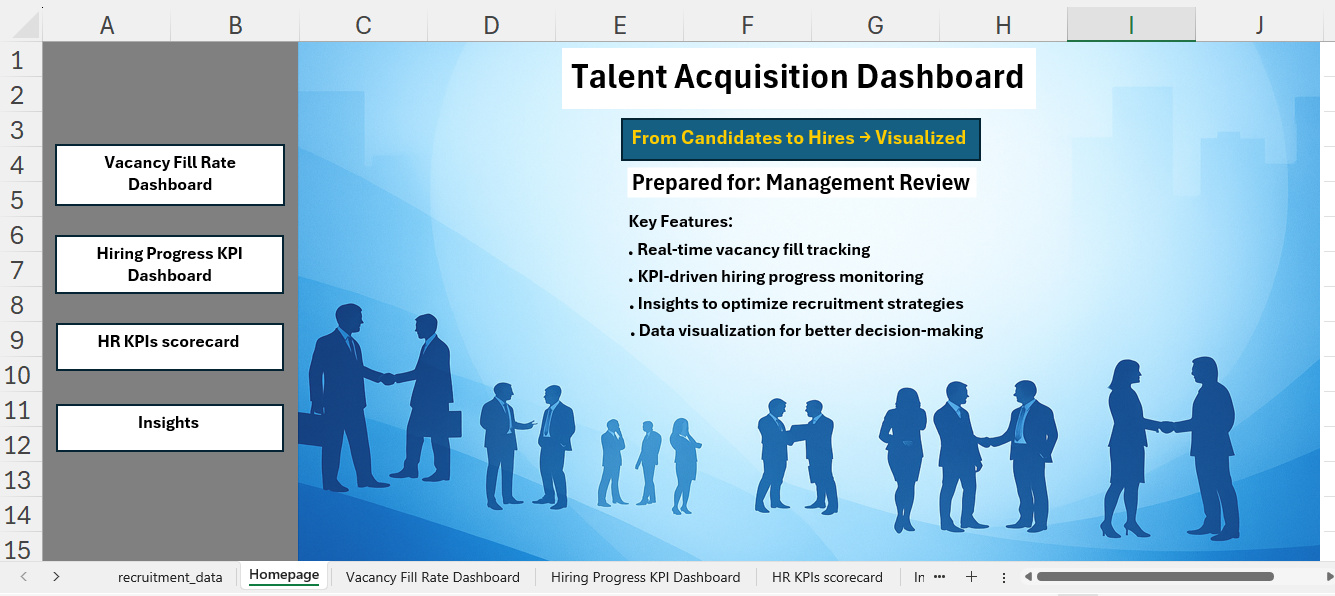 A B C D E F G H I J
1
2
3
4
5
6
7
8
9
10
11
12
13
14
15
Talent Acquisition Dashboard
From Candidates to Hires → Visualized
Prepared for: Management Review
Key Features:
. Real-time vacancy fill tracking
. KPI-driven hiring progress monitoring
. Insights to optimize recruitment strategies
. Data visualization for better decision-making
Vacancy Fill Rate
Dashboard
Hiring Progress KPI
Dashboard
HR KPIs scorecard
Insights
recruitment_data Homepage Vacancy Fill Rate Dashboard Hiring Progress KPI Dashboard HR KPIs scorecard In ...